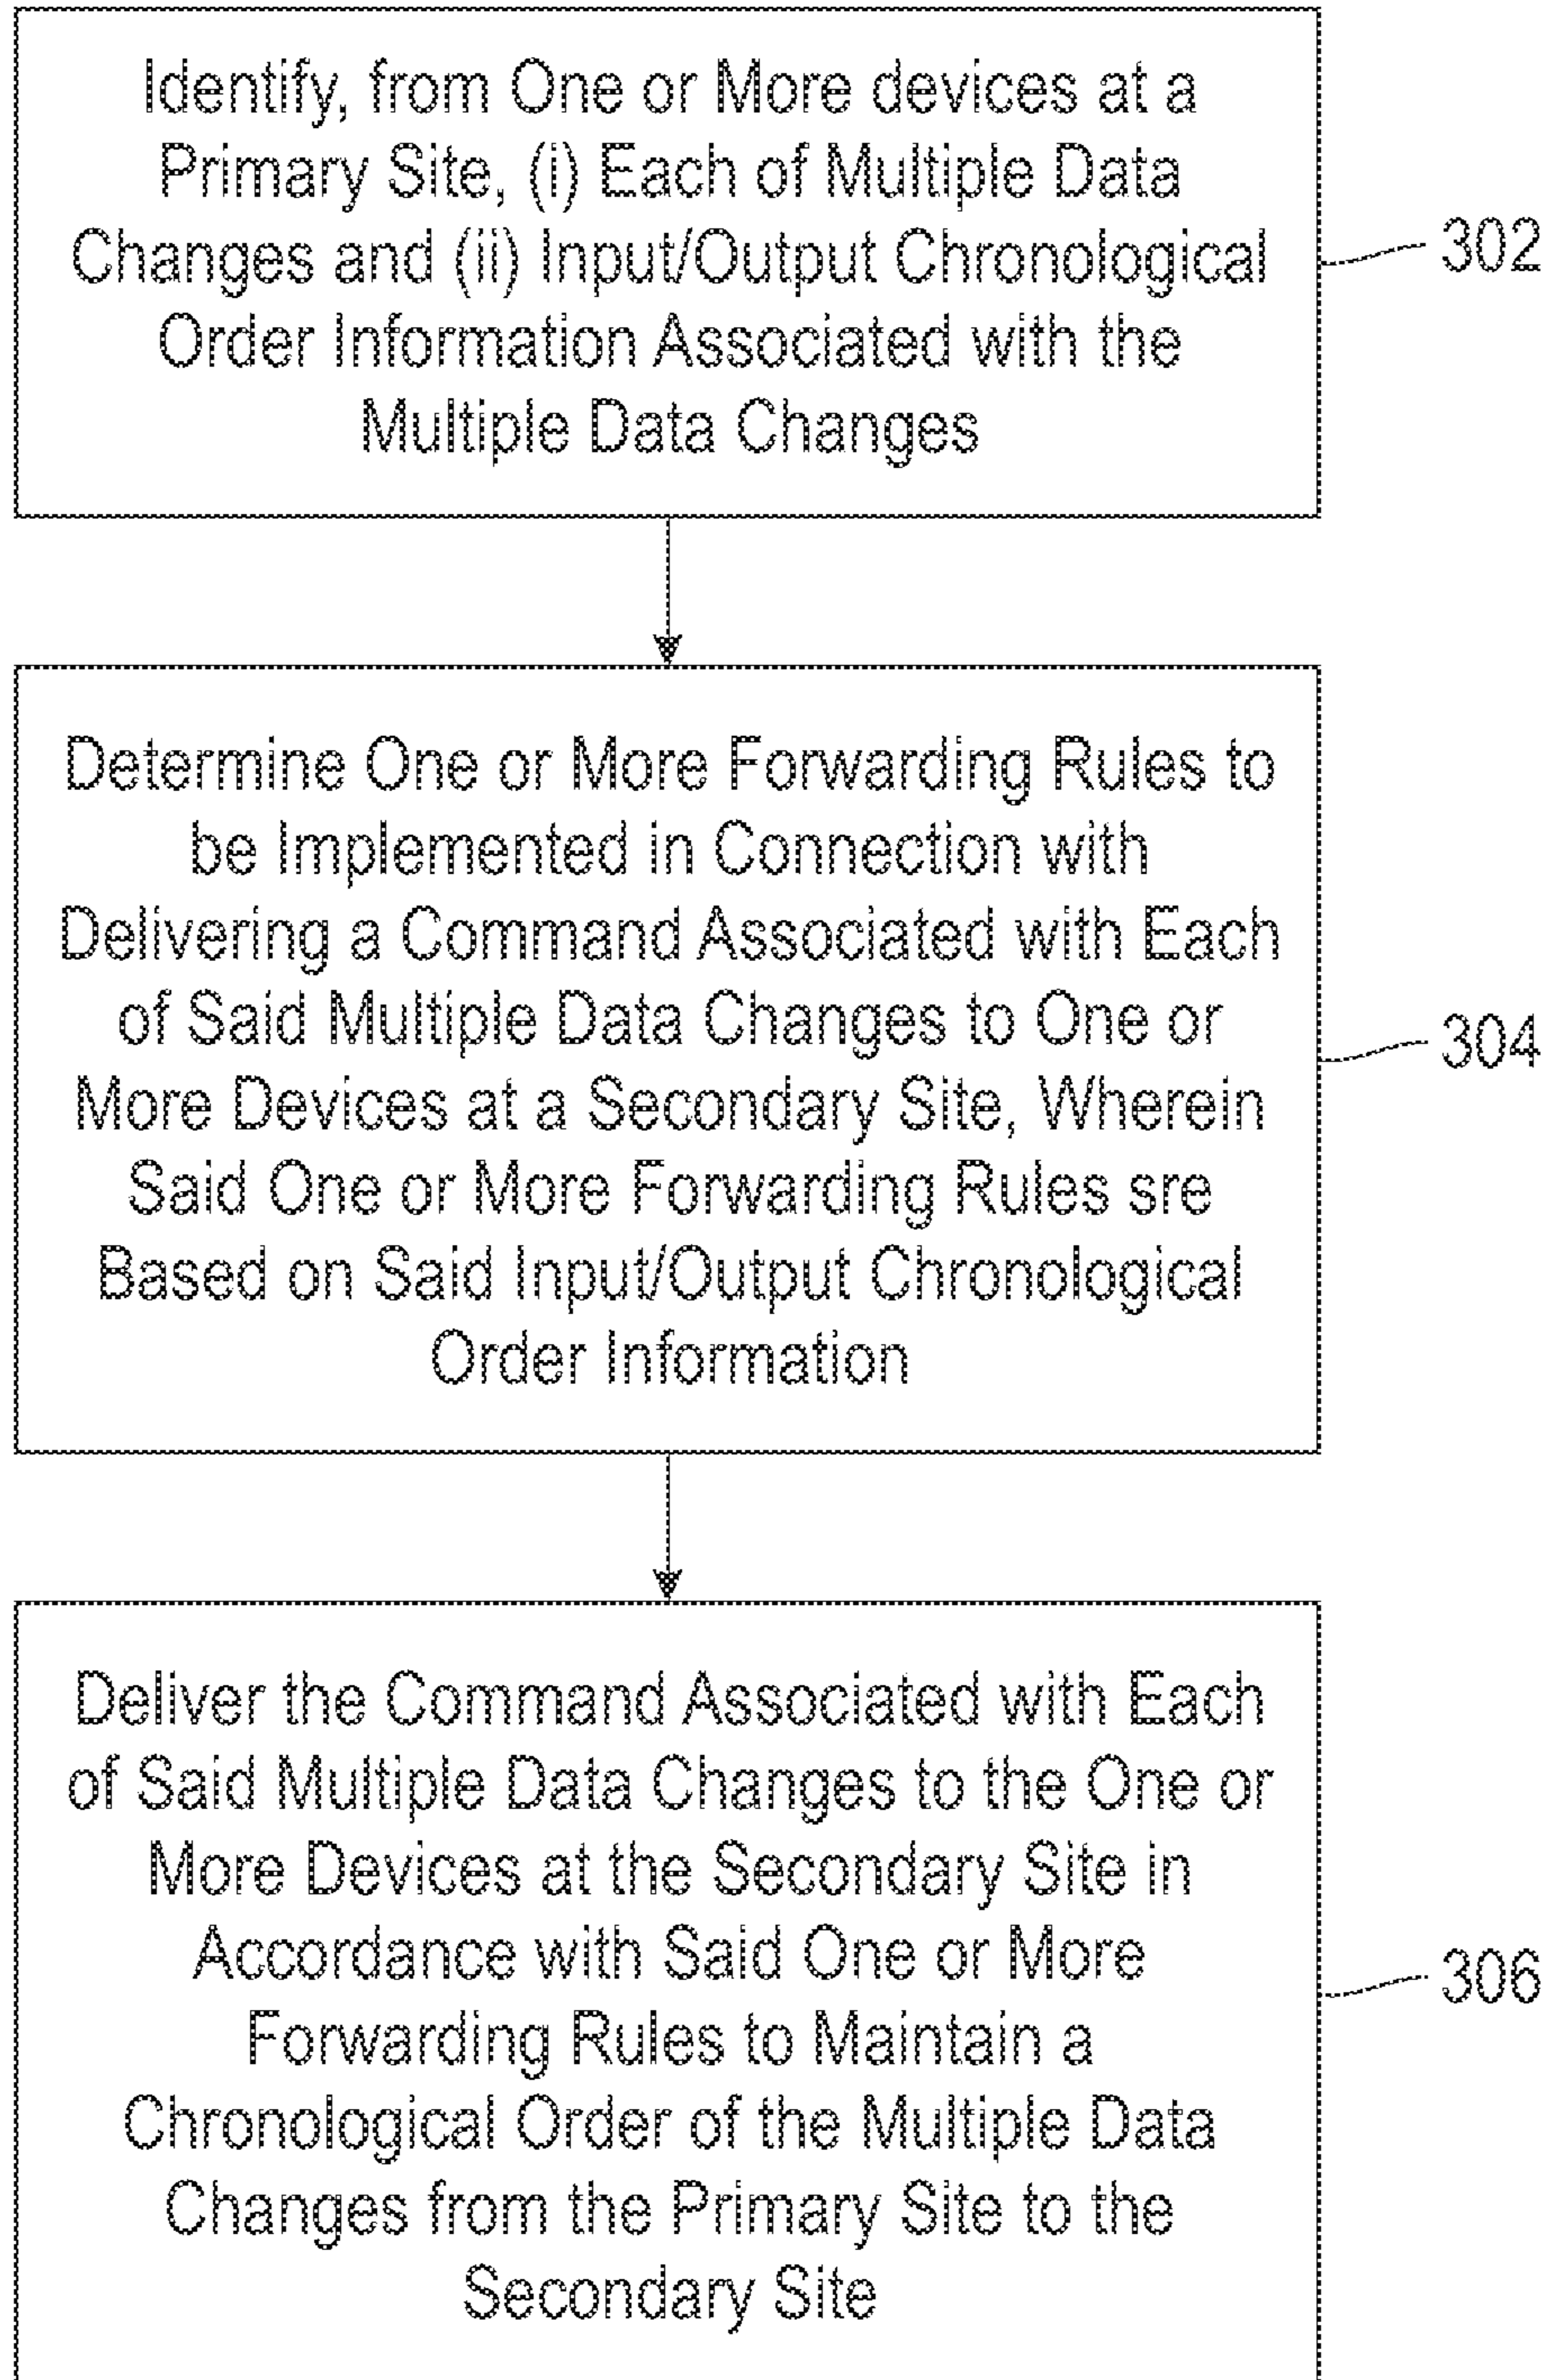 Identify, from One or More devices at a
Primary Site, (i) Each of Multiple Data
Changes and (ii) Input/Output Chronological
Order Information Associated with the
Multiple Data Changes
302
Determine One or More Forwarding Rules to
be Implemented in Connection with
Delivering a Command Associated with Each
of Said Multiple Data Changes to One or
More Devices at a Secondary Site, Wherein
Said One or More Forwarding Rules sre
Based on Said Input/Output Chronological
Order Information
304
Deliver the Command Associated with Each
of Said Multiple Data Changes to the One or
More Devices at the Secondary Site in
Accordance with Said One or More
Forwarding Rules to Maintain a
Chronological Order of the Multiple Data
Changes from the Primary Site to the
Secondary Site
306